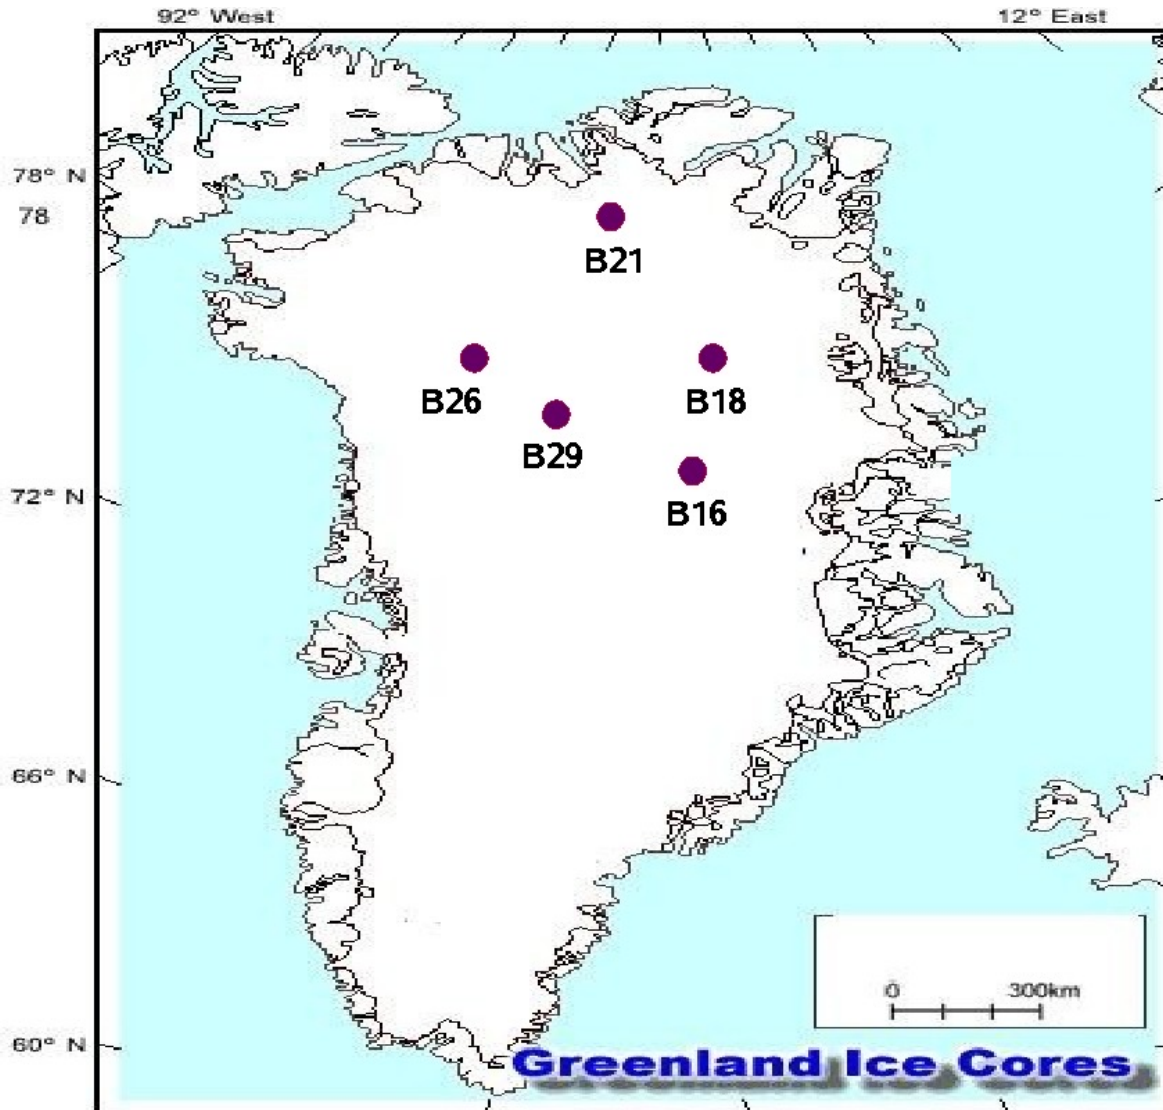 92° West 12° East
78° N
78
B21
B26 B18
B29
72° N
B16
66° N
0 300km
60° N
Greenland Ice Cores